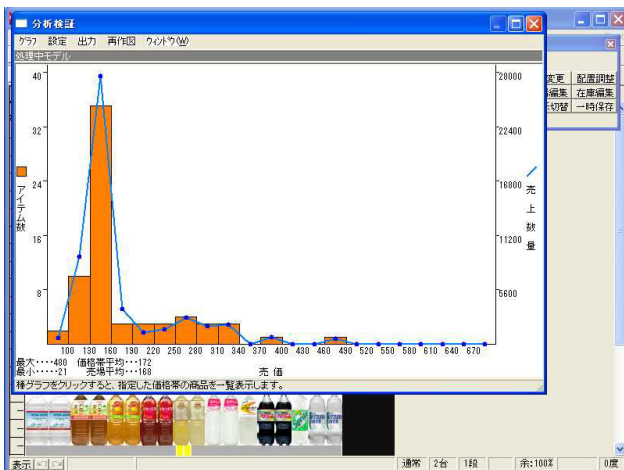 分析検証
グラフ 設定 出力 再作図 ウィンドウ(W)
処理中モデル
変更 配置調整
編集 在庫編集
切替 一時保存
40
32
24
16
8
アイテム数
28000
22400
16800
11200
5600
売上数量
100 130 160 190 220 250 280 310 340 370 400 430 460 490 520 550 580 610 640 670
最大････480 価格帯平均･･･172
最小････21 売場平均･･･168 売 価
棒グラフをクリックすると、指定した価格帯の商品を一覧表示します。
表示 通常 2台 1段 余:100% 0度